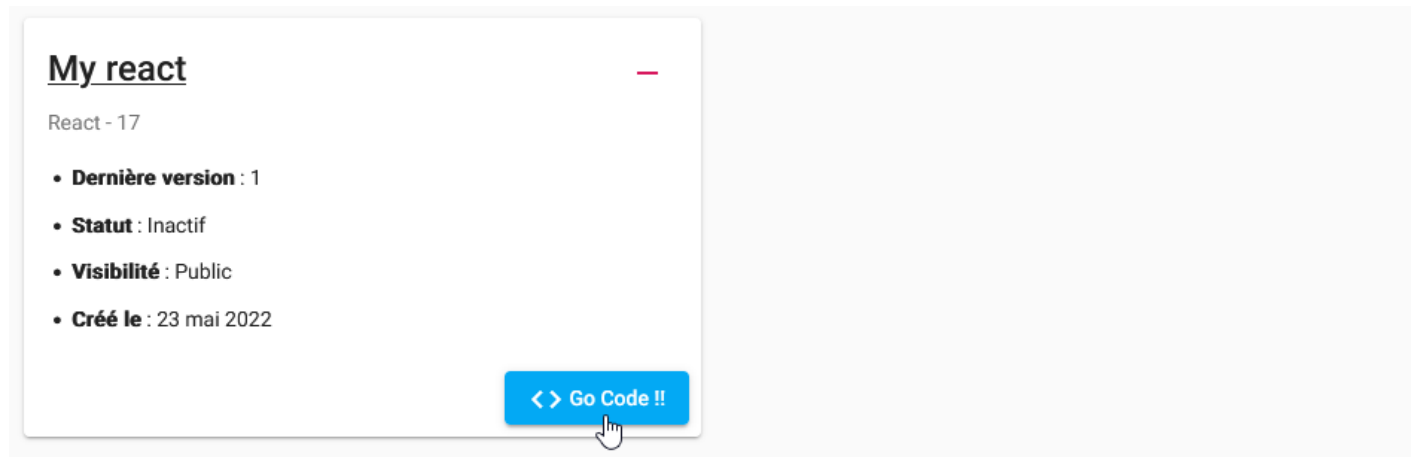 My react
React - 17
• Dernière version : 1
• Statut : Inactif
• Visibilité : Public
• Créé le : 23 mai 2022
<> Go Code !!